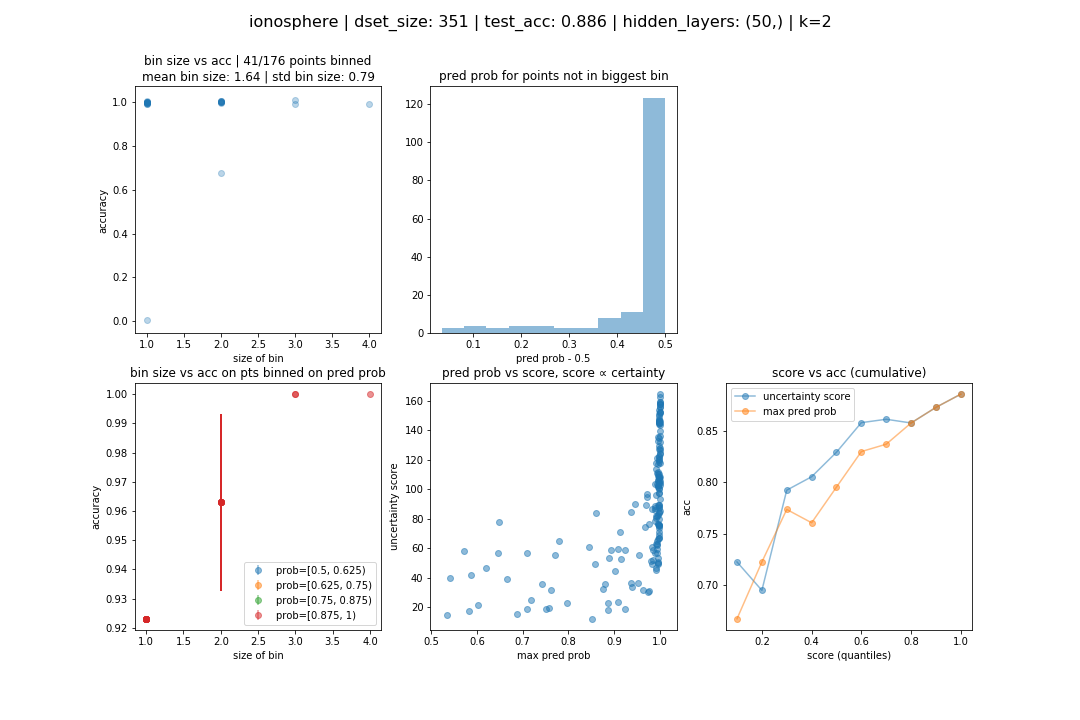 ionosphere | dset_size: 351 | test_acc: 0.886 | hidden_layers: (50,) | k=2
bin size vs acc | 41/176 points binned
mean bin size: 1.64 | std bin size: 0.79
accuracy
1.0
0.8
0.6
0.4
0.2
0.0
1.0 1.5 2.0 2.5 3.0 3.5 4.0
size of bin
pred prob for points not in biggest bin
120
100
80
60
40
20
0
0.1 0.2 0.3 0.4 0.5
pred prob - 0.5
bin size vs acc on pts binned on pred prob
accuracy
1.00
0.99
0.98
0.97
0.96
0.95
0.94
0.93
0.92
prob=[0.5, 0.625)
prob=[0.625, 0.75)
prob=[0.75, 0.875)
prob=[0.875, 1)
1.0 1.5 2.0 2.5 3.0 3.5 4.0
size of bin
pred prob vs score, score ∝ certainty
uncertainty score
160
140
120
100
80
60
40
20
0.5 0.6 0.7 0.8 0.9 1.0
max pred prob
score vs acc (cumulative)
uncertainty score
max pred prob
acc
0.85
0.80
0.75
0.70
0.2 0.4 0.6 0.8 1.0
score (quantiles)